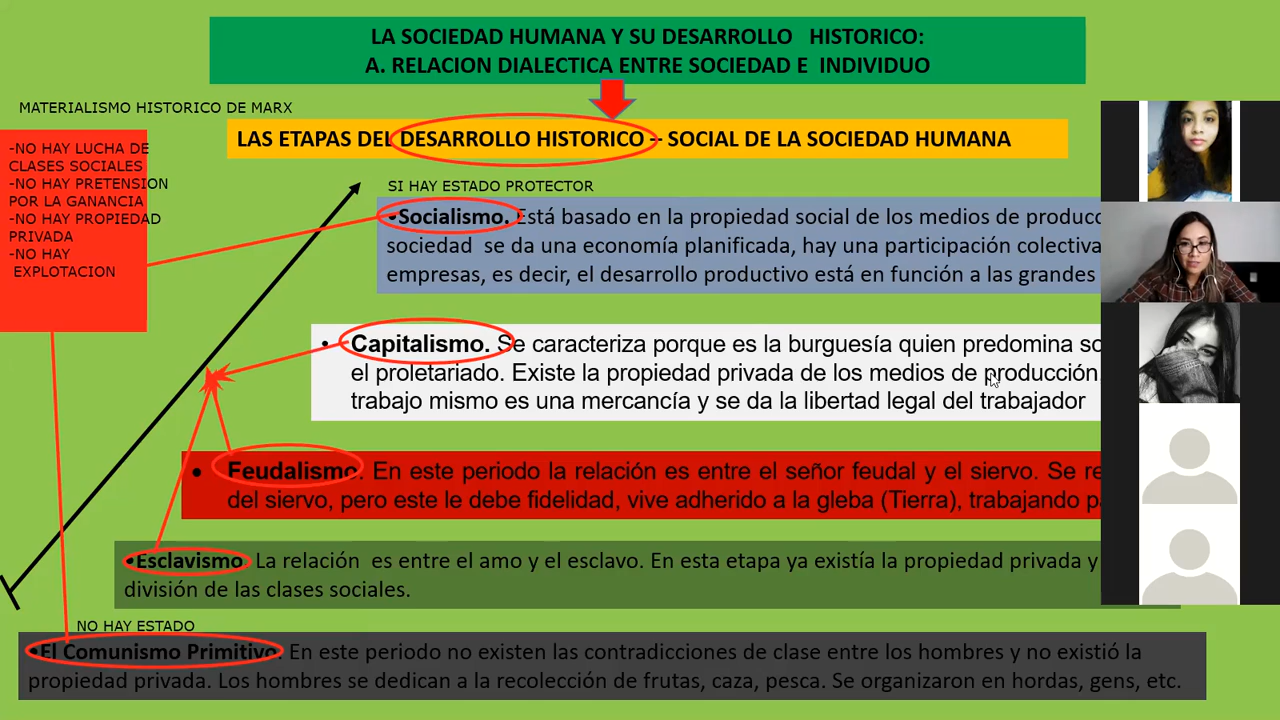 LA SOCIEDAD HUMANA Y SU DESARROLLO HISTORICO:
A. RELACION DIALECTICA ENTRE SOCIEDAD E INDIVIDUO
MATERIALISMO HISTORICO DE MARX
LAS ETAPAS DEL DESARROLLO HISTORICO – SOCIAL DE LA SOCIEDAD HUMANA
-NO HAY LUCHA DE
CLASES SOCIALES
-NO HAY PRETENSION
POR LA GANANCIA
-NO HAY PROPIEDAD
PRIVADA
-NO HAY
EXPLOTACION
SI HAY ESTADO PROTECTOR
•Socialismo. Está basado en la propiedad social de los medios de
sociedad se da una economía planificada, hay una participación colectiva
empresas, es decir, el desarrollo productivo está en función a las grandes
• Capitalismo. Se caracteriza porque es la burguesía quien predomina
el proletariado. Existe la propiedad privada de los medios de producción
trabajo mismo es una mercancía y se da la libertad legal del trabajador
• Feudalismo. En este periodo la relación es entre el señor feudal y el siervo. Se
del siervo, pero este le debe fidelidad, vive adherido a la gleba (Tierra), trabajando
•Esclavismo. La relación es entre el amo y el esclavo. En esta etapa ya existía la propiedad privada y
división de las clases sociales.
NO HAY ESTADO
•El Comunismo Primitivo. En este periodo no existen las contradicciones de clase entre los hombres y no existió la
propiedad privada. Los hombres se dedican a la recolección de frutas, caza, pesca. Se organizaron en hordas, gens, etc.